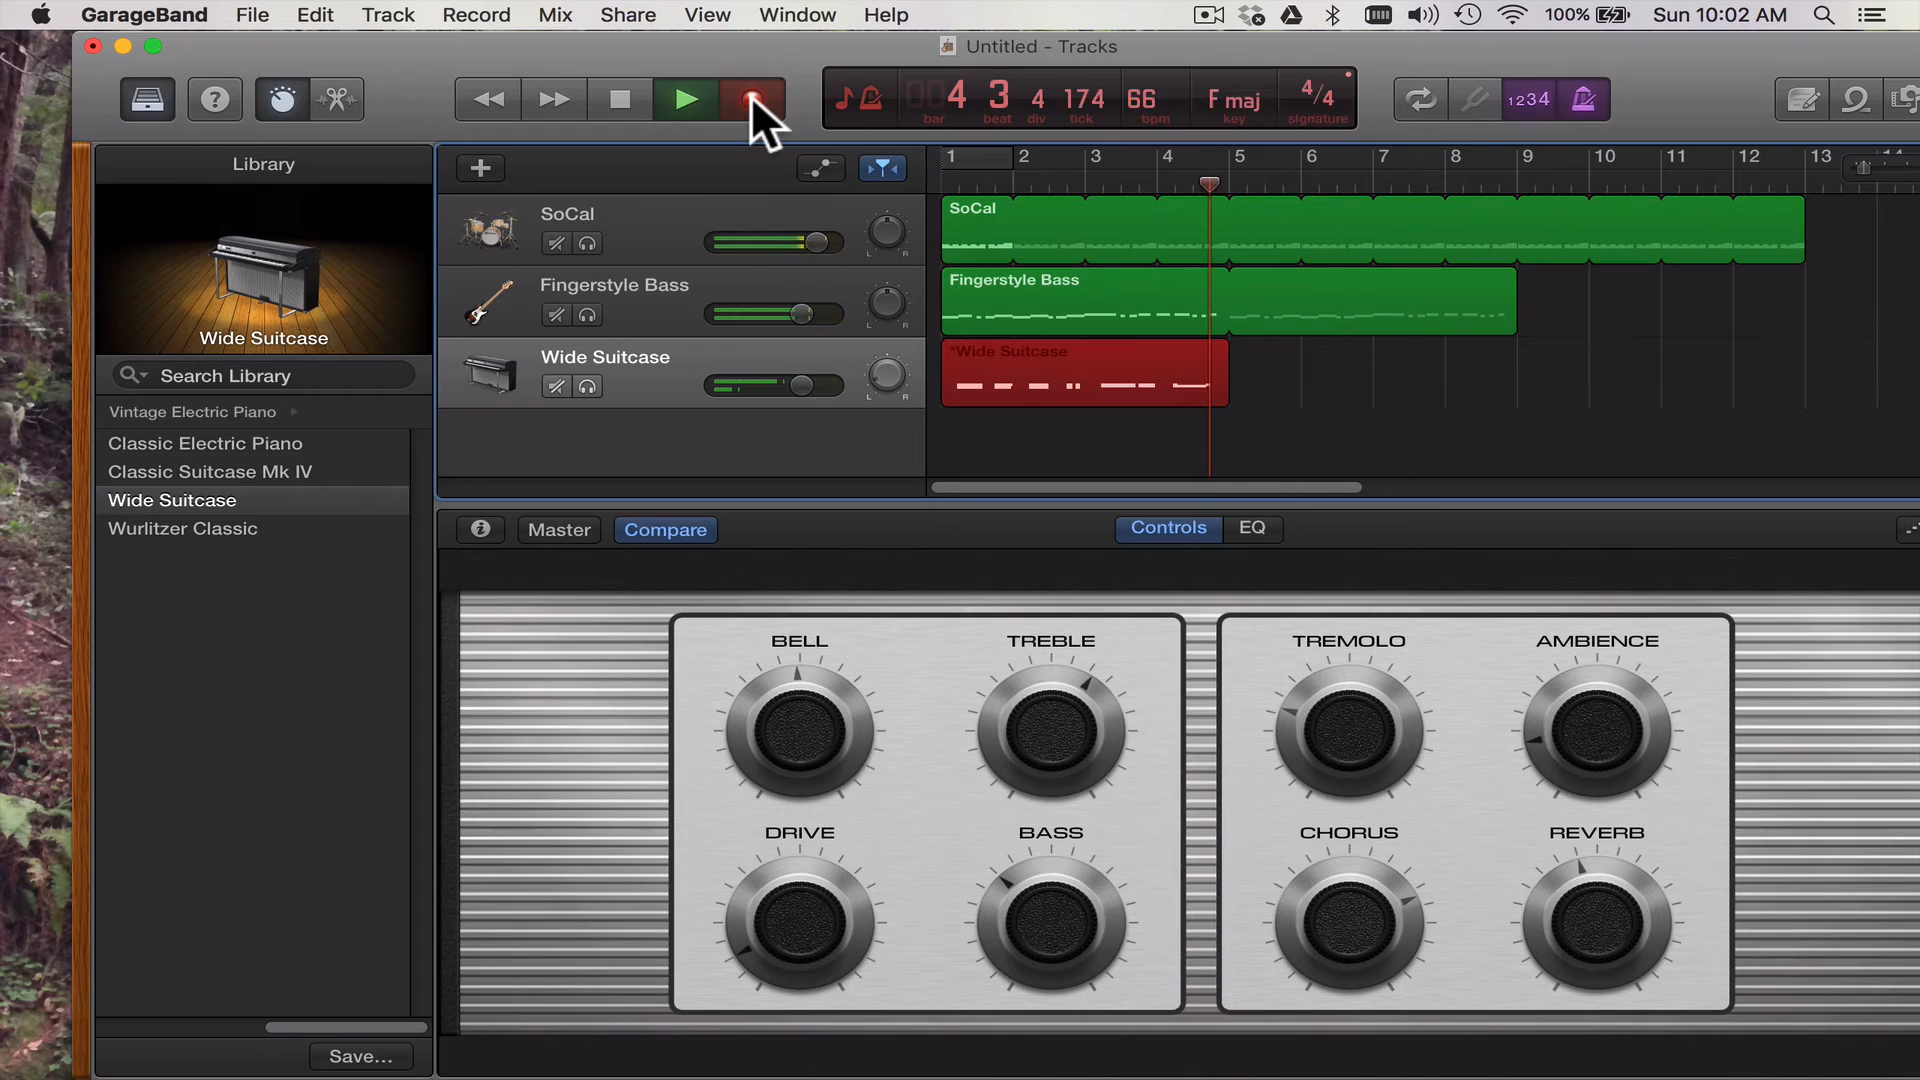 GarageBand File Edit Track Record Mix Share View Window Help 100% Sun 10:02 AM
Untitled - Tracks
004 3 4 174 66 F maj 4/4
bar beat div tick bpm key signature
1234
Library
1 2 3 4 5 6 7 8 9 10 11 12 13 14
Wide Suitcase
SoCal
L R
SoCal
Fingerstyle Bass
L R
Fingerstyle Bass
Wide Suitcase
L R
*Wide Suitcase
Search Library
Vintage Electric Piano
Classic Electric Piano
Classic Suitcase Mk IV
Wide Suitcase
Wurlitzer Classic
Save...
Master Compare Controls EQ
BELL TREBLE TREMOLO AMBIENCE
DRIVE BASS CHORUS REVERB